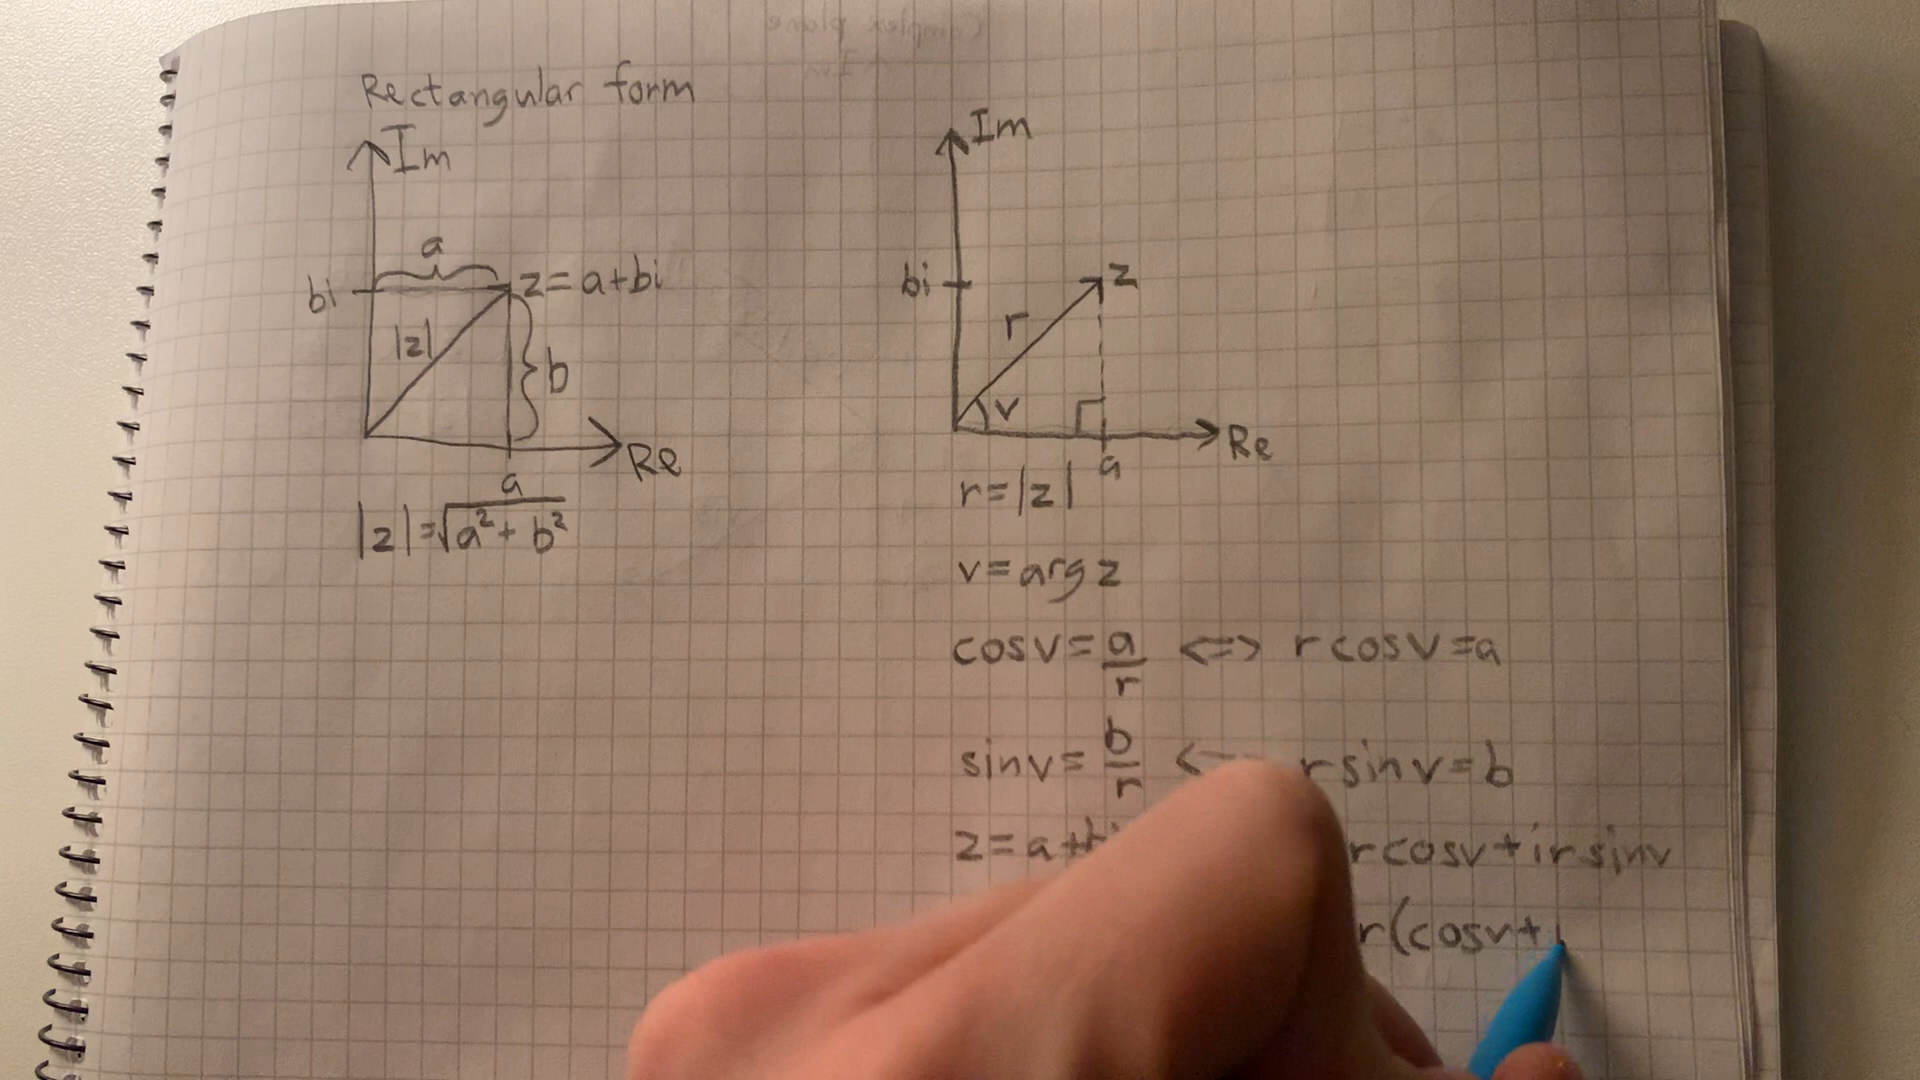 Rectangular form
Im
a
bi
z=a+bi
|z|
b
Re
a
|z|=√a²+b²
Im
bi
z
r
v
Re
a
r=|z|
v=arg z
cosv=a/r <=> rcosv=a
sinv=b/r rsinv=b
z=a+bi rcosv+irsinv
r(cosv+i